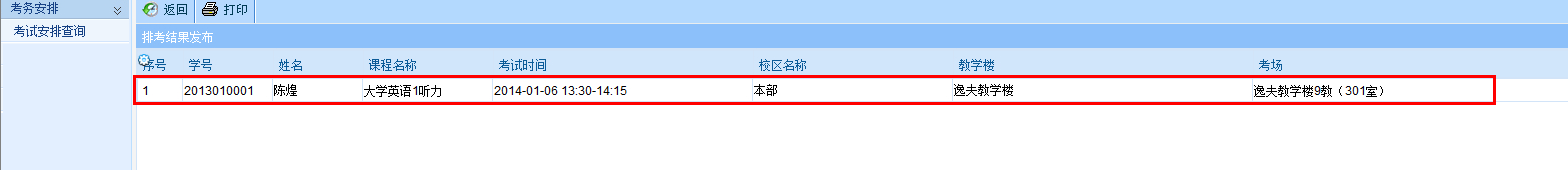 考务安排
返回 打印
考试安排查询
排考结果发布
序号 学号 姓名 课程名称 考试时间 校区名称 教学楼 考场
1 2013010001 陈煌 大学英语1听力 2014-01-06 13:30-14:15 本部 逸夫教学楼 逸夫教学楼9教（301室）